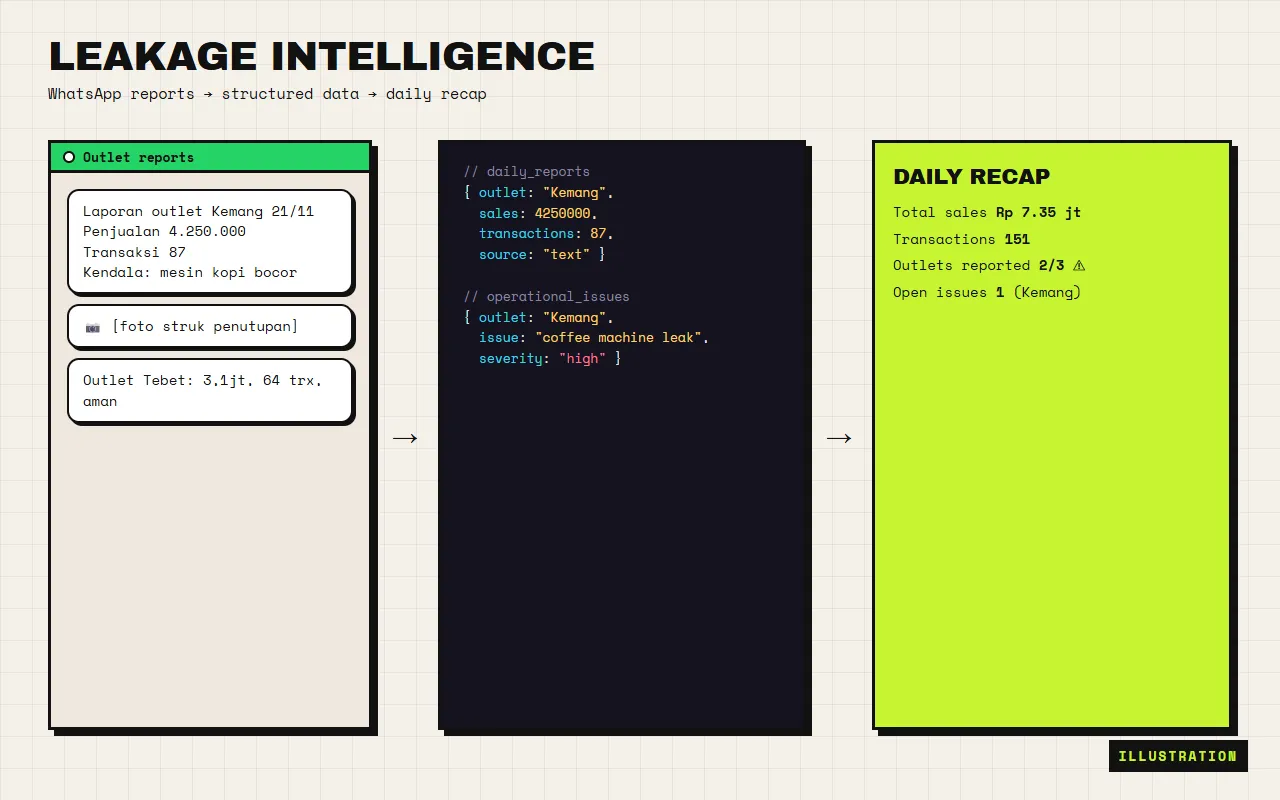 LEAKAGE INTELLIGENCE
WhatsApp reports → structured data → daily recap
Outlet reports
Laporan outlet Kemang 21/11
Penjualan 4.250.000
Transaksi 87
Kendala: mesin kopi bocor
📷 [foto struk penutupan]
Outlet Tebet: 3,1jt, 64 trx,
aman
→
// daily_reports
{ outlet: "Kemang",
sales: 4250000,
transactions: 87,
source: "text" }
// operational_issues
{ outlet: "Kemang",
issue: "coffee machine leak",
severity: "high" }
→
DAILY RECAP
Total sales Rp 7.35 jt
Transactions 151
Outlets reported 2/3 ⚠
Open issues 1 (Kemang)
ILLUSTRATION